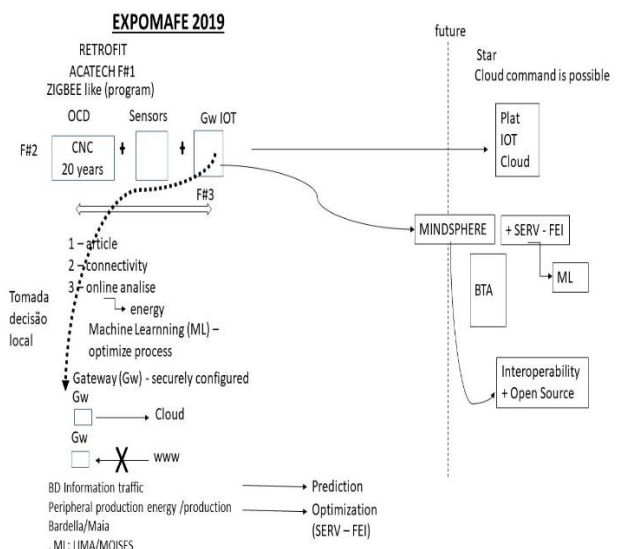 EXPOMAFE 2019
RETROFIT
ACATECH F#1
ZIGBEE like (program)
OCD
Sensors
Gw IOT
F#2
CNC
20 years
+
+
F#3
1 – article
2 – connectivity
3 – online analise
energy
Machine Learnning (ML) –
optimize process
Tomada
decisão
local
Gateway (Gw) - securely configured
Gw
Cloud
Gw
www
BD Information traffic
Prediction
Peripheral production energy /production
Optimization
(SERV – FEI)
Bardella/Maia
. ML: LIMA/MOISES
future
Star
Cloud command is possible
Plat
IOT
Cloud
MINDSPHERE
+ SERV - FEI
ML
BTA
Interoperability
+ Open Source